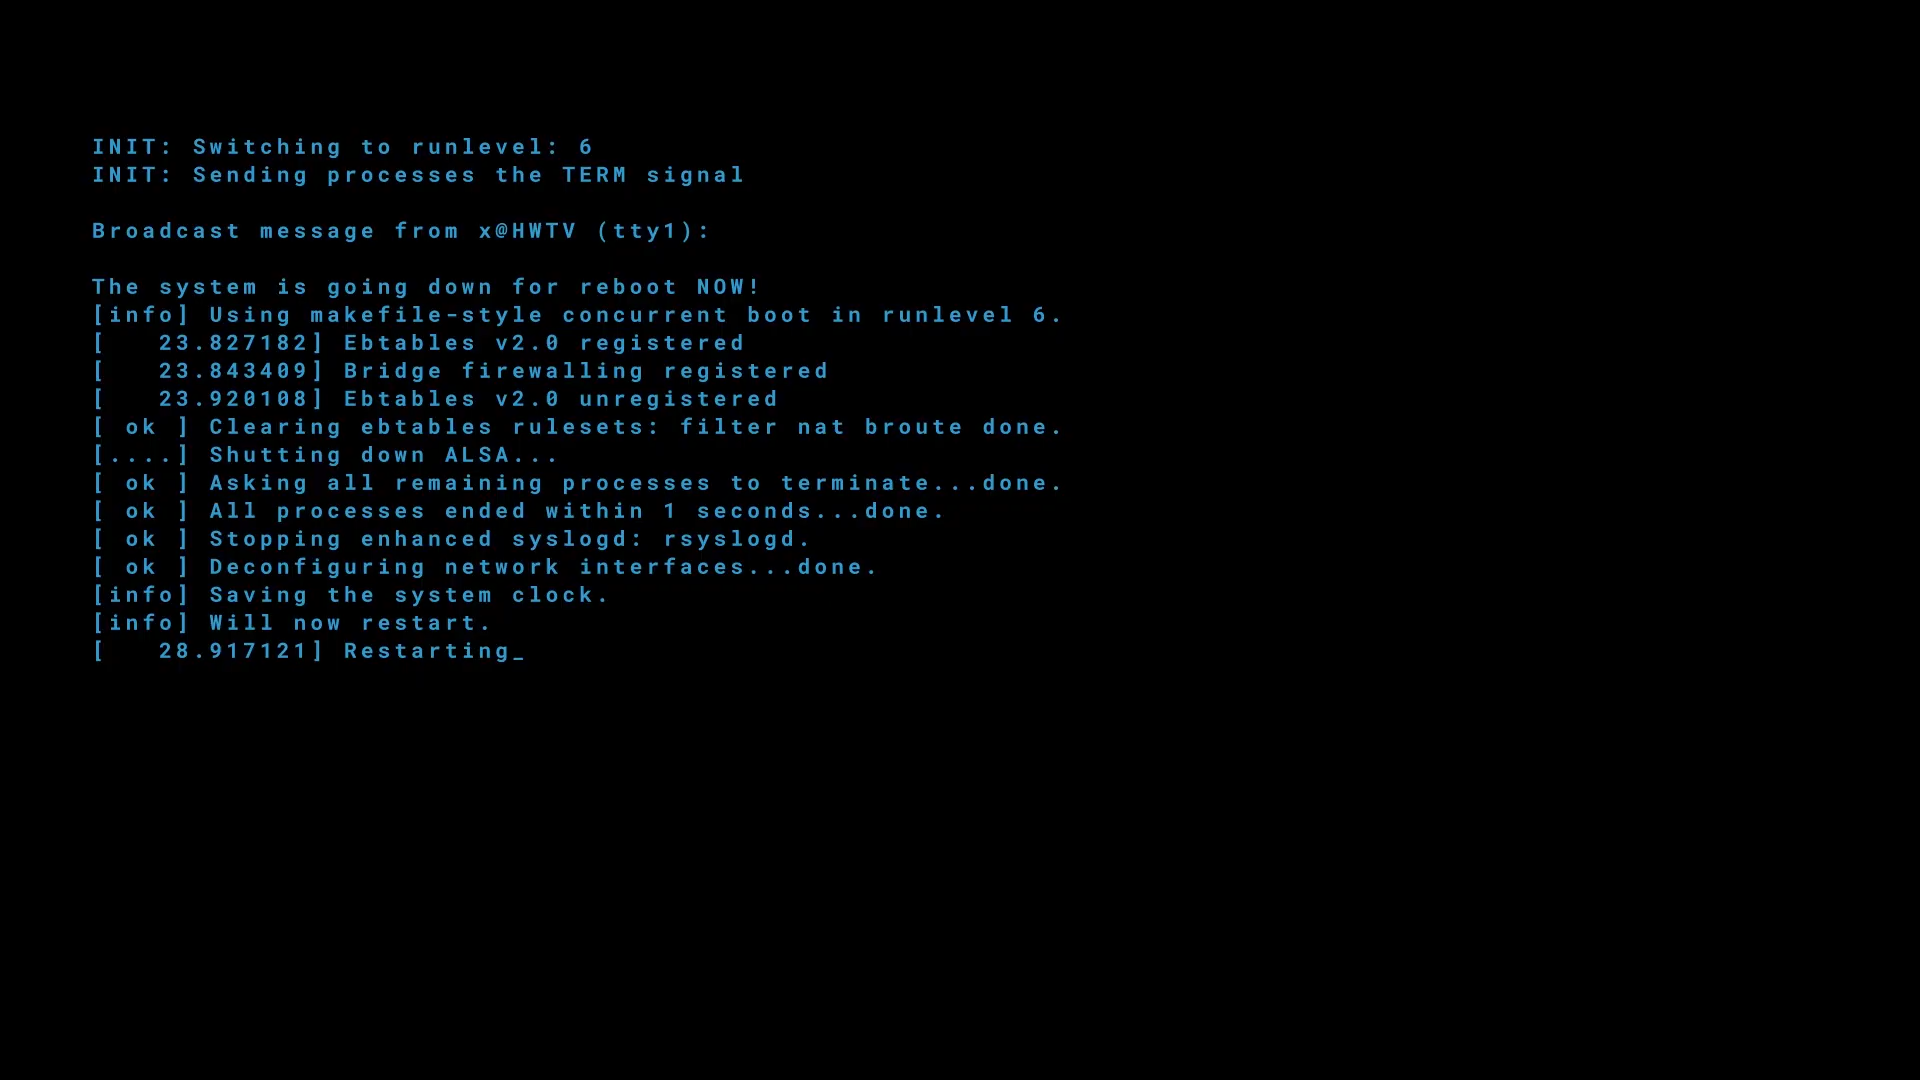 INIT: Switching to runlevel: 6
INIT: Sending processes the TERM signal

Broadcast message from x@HWTV (tty1):

The system is going down for reboot NOW!
[info] Using makefile-style concurrent boot in runlevel 6.
[   23.827182] Ebtables v2.0 registered
[   23.843409] Bridge firewalling registered
[   23.920108] Ebtables v2.0 unregistered
[ ok ] Clearing ebtables rulesets: filter nat broute done.
[....] Shutting down ALSA...
[ ok ] Asking all remaining processes to terminate...done.
[ ok ] All processes ended within 1 seconds...done.
[ ok ] Stopping enhanced syslogd: rsyslogd.
[ ok ] Deconfiguring network interfaces...done.
[info] Saving the system clock.
[info] Will now restart.
[   28.917121] Restarting_